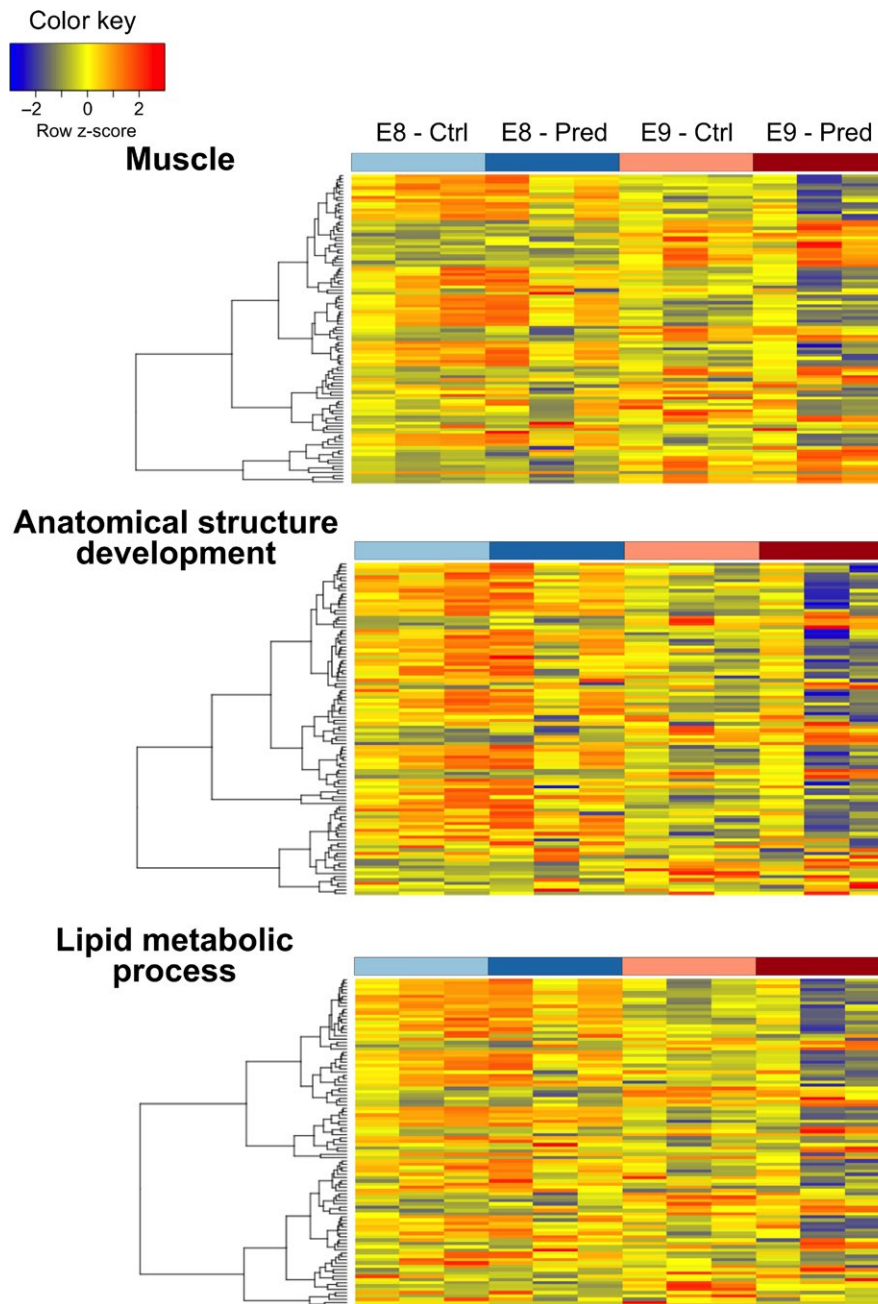 Color key
−2 0 2
Row z-score
E8 - Ctrl E8 - Pred E9 - Ctrl E9 - Pred
Muscle
Anatomical structure
development
Lipid metabolic
process